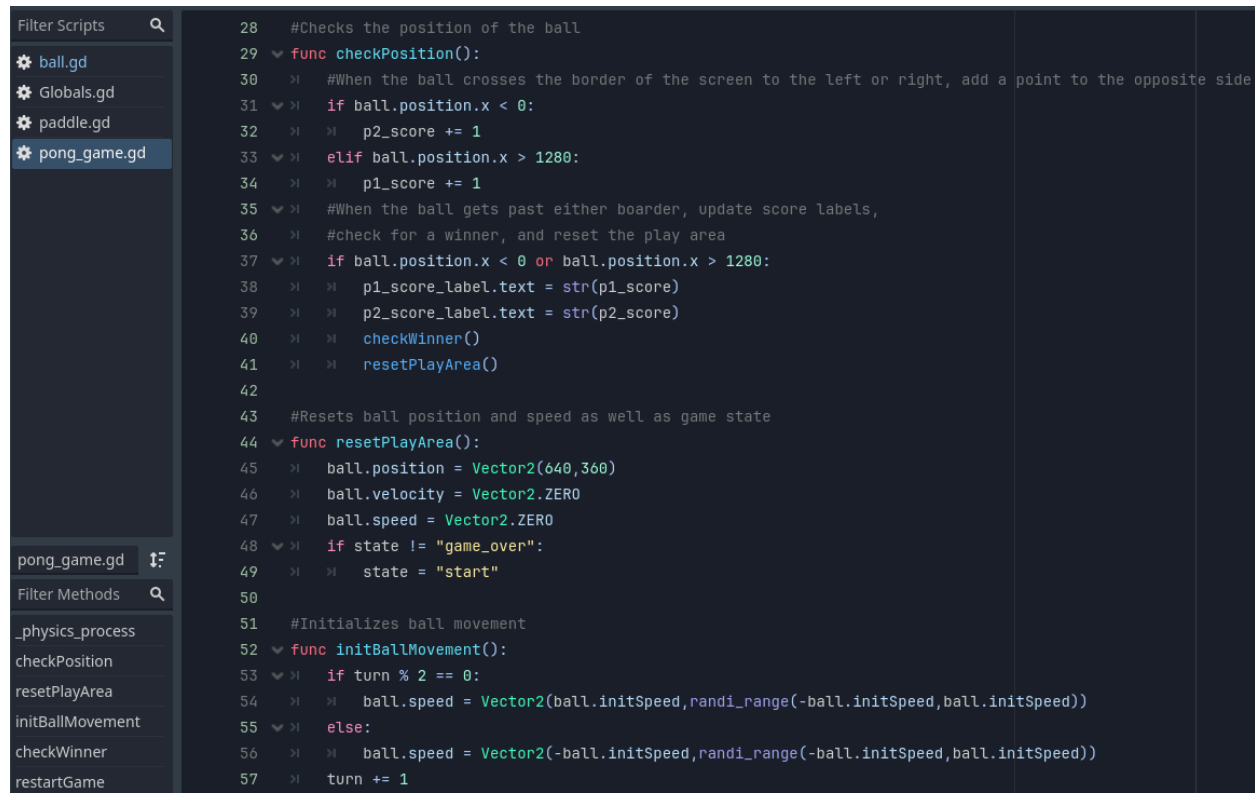 Filter Scripts
ball.gd
Globals.gd
paddle.gd
pong_game.gd
pong_game.gd
Filter Methods
_physics_process
checkPosition
resetPlayArea
initBallMovement
checkWinner
restartGame
28 #Checks the position of the ball
29 func checkPosition():
30 #When the ball crosses the border of the screen to the left or right, add a point to the opposite side
31 if ball.position.x < 0:
32 p2_score += 1
33 elif ball.position.x > 1280:
34 p1_score += 1
35 #When the ball gets past either boarder, update score labels,
36 #check for a winner, and reset the play area
37 if ball.position.x < 0 or ball.position.x > 1280:
38 p1_score_label.text = str(p1_score)
39 p2_score_label.text = str(p2_score)
40 checkWinner()
41 resetPlayArea()
42
43 #Resets ball position and speed as well as game state
44 func resetPlayArea():
45 ball.position = Vector2(640,360)
46 ball.velocity = Vector2.ZERO
47 ball.speed = Vector2.ZERO
48 if state != "game_over":
49 state = "start"
50
51 #Initializes ball movement
52 func initBallMovement():
53 if turn % 2 == 0:
54 ball.speed = Vector2(ball.initSpeed,randi_range(-ball.initSpeed,ball.initSpeed))
55 else:
56 ball.speed = Vector2(-ball.initSpeed,randi_range(-ball.initSpeed,ball.initSpeed))
57 turn += 1